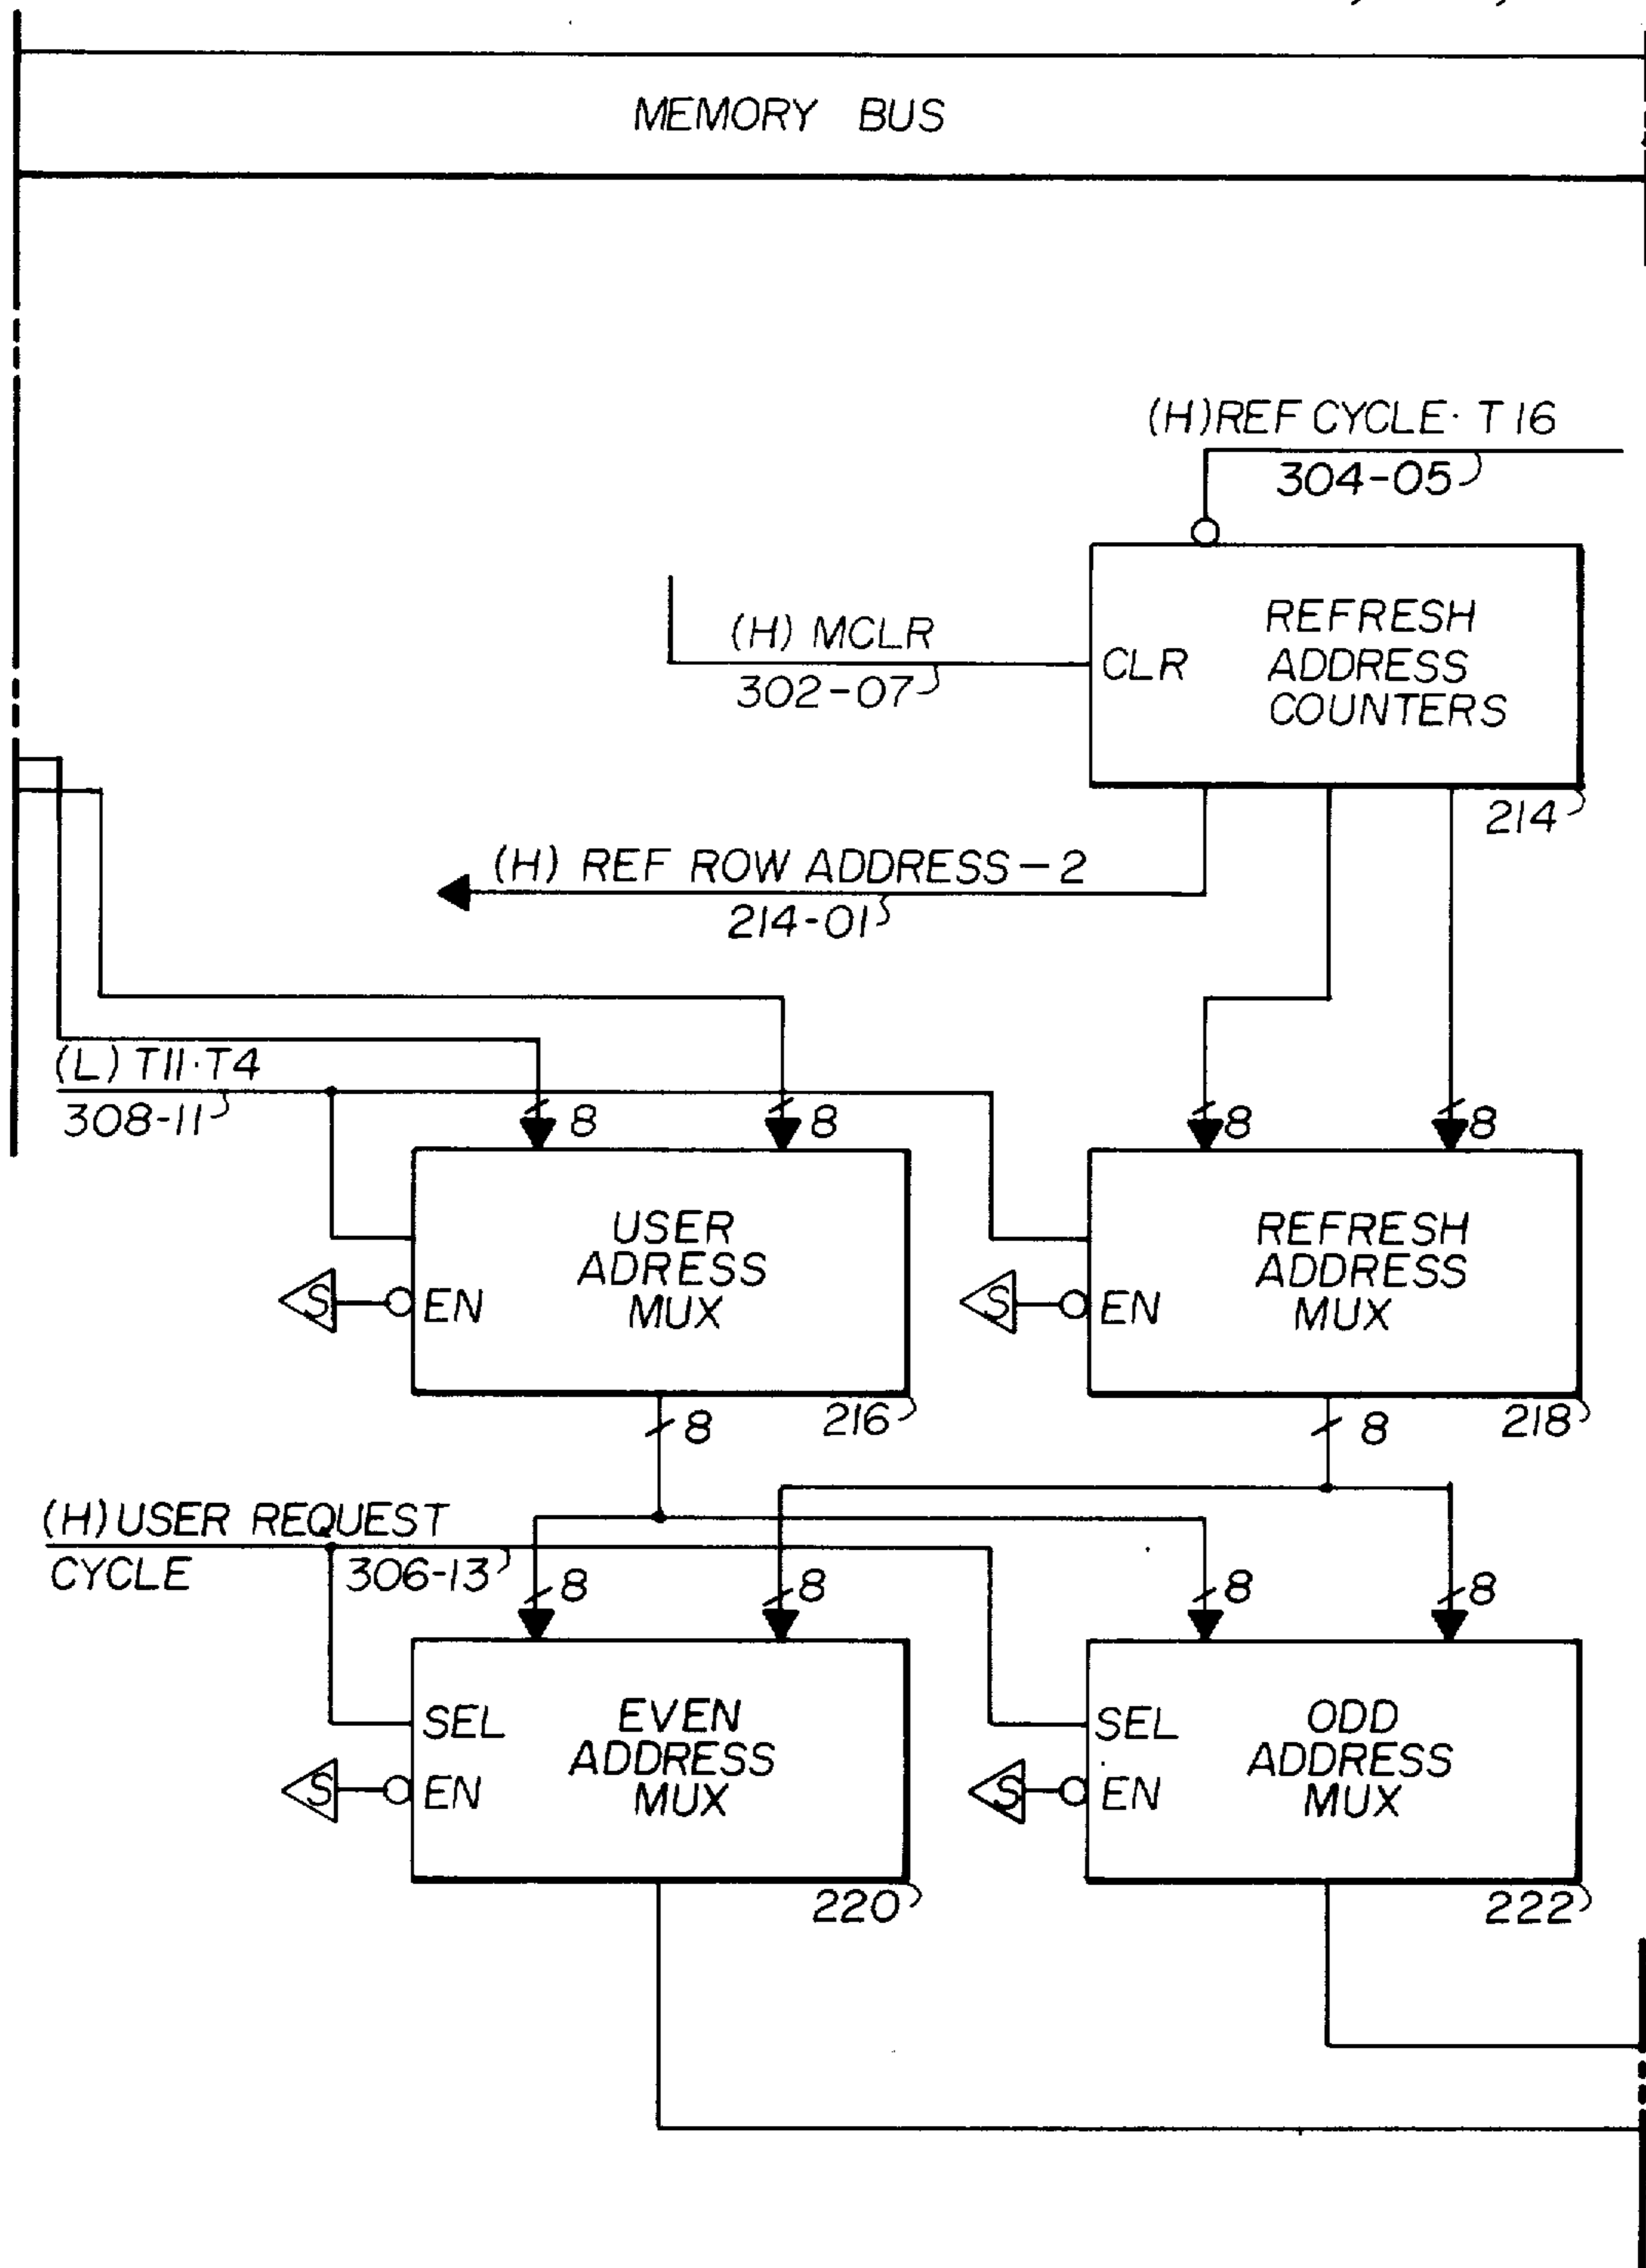 MEMORY BUS
(H)REF CYCLE· T16
304-05
(H) MCLR
302-07
CLR
REFRESH
ADDRESS
COUNTERS
214
(H) REF ROW ADDRESS-2
214-01
(L) T11·T4
308-11
8
8
8
8
USER
ADRESS
MUX
S
EN
216
REFRESH
ADDRESS
MUX
S
EN
218
8
8
(H)USER REQUEST
CYCLE
306-13
8
8
8
8
SEL
EVEN
ADDRESS
MUX
S
EN
220
SEL
ODD
ADDRESS
MUX
S
EN
222